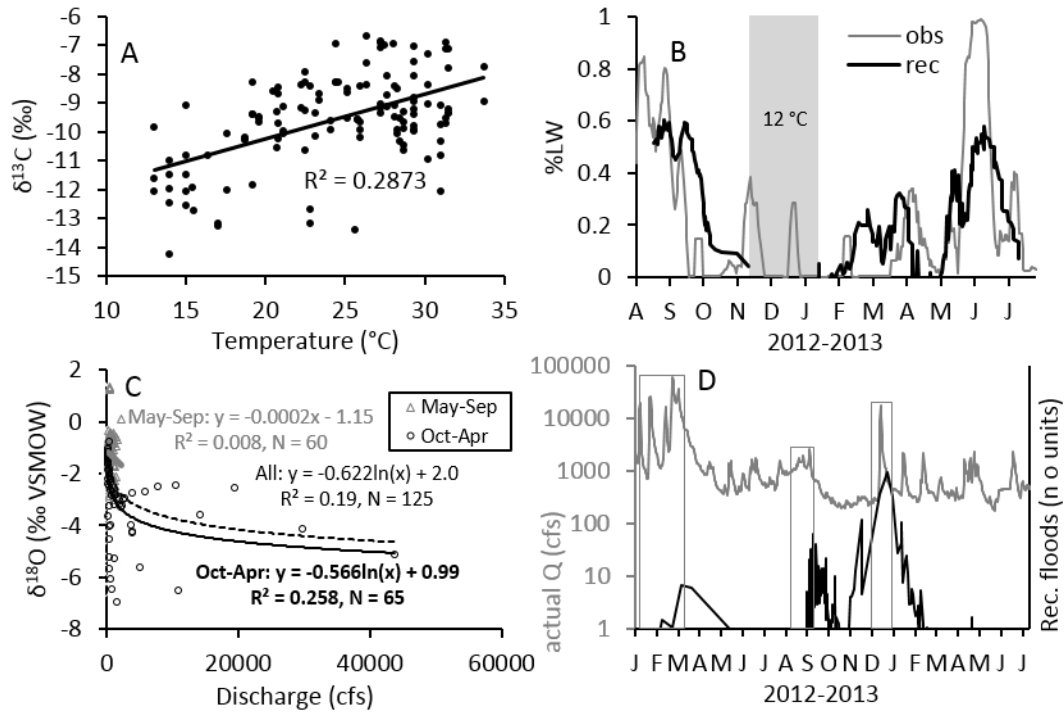 A
-6
-7
-8
-9
-10
-11
-12
-13
-14
-15
δ¹³C (‰)
R² = 0.2873
10 15 20 25 30 35
Temperature (°C)
B
obs
rec
1
0.8
0.6
0.4
0.2
0
%LW
12 °C
A S O N D J F M A M J J
2012-2013
C
2
0
-2
-4
-6
-8
δ¹⁸O (‰ VSMOW)
May-Sep
Oct-Apr
May-Sep: y = -0.0002x - 1.15
R² = 0.008, N = 60
All: y = -0.622ln(x) + 2.0
R² = 0.19, N = 125
Oct-Apr: y = -0.566ln(x) + 0.99
R² = 0.258, N = 65
0 20000 40000 60000
Discharge (cfs)
D
100000
10000
1000
100
10
1
actual Q (cfs)
Rec. floods (n o units)
J F M A M J J A S O N D J F M A M J J
2012-2013